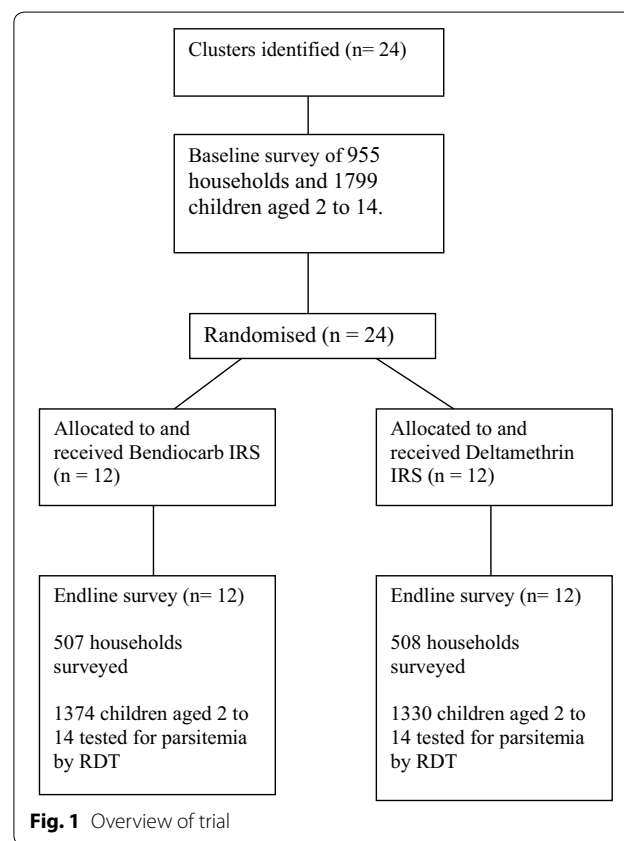 Clusters identified (n= 24)
Baseline survey of 955
households and 1799
children aged 2 to 14.
Randomised (n = 24)
Allocated to and
received Bendiocarb IRS
(n = 12)
Allocated to and
received Deltamethrin
IRS (n = 12)
Endline survey (n= 12)
507 households
surveyed
1374 children aged 2 to
14 tested for parsitemia
by RDT
Endline survey (n= 12)
508 households
surveyed
1330 children aged 2 to
14 tested for parsitemia
by RDT
Fig. 1 Overview of trial